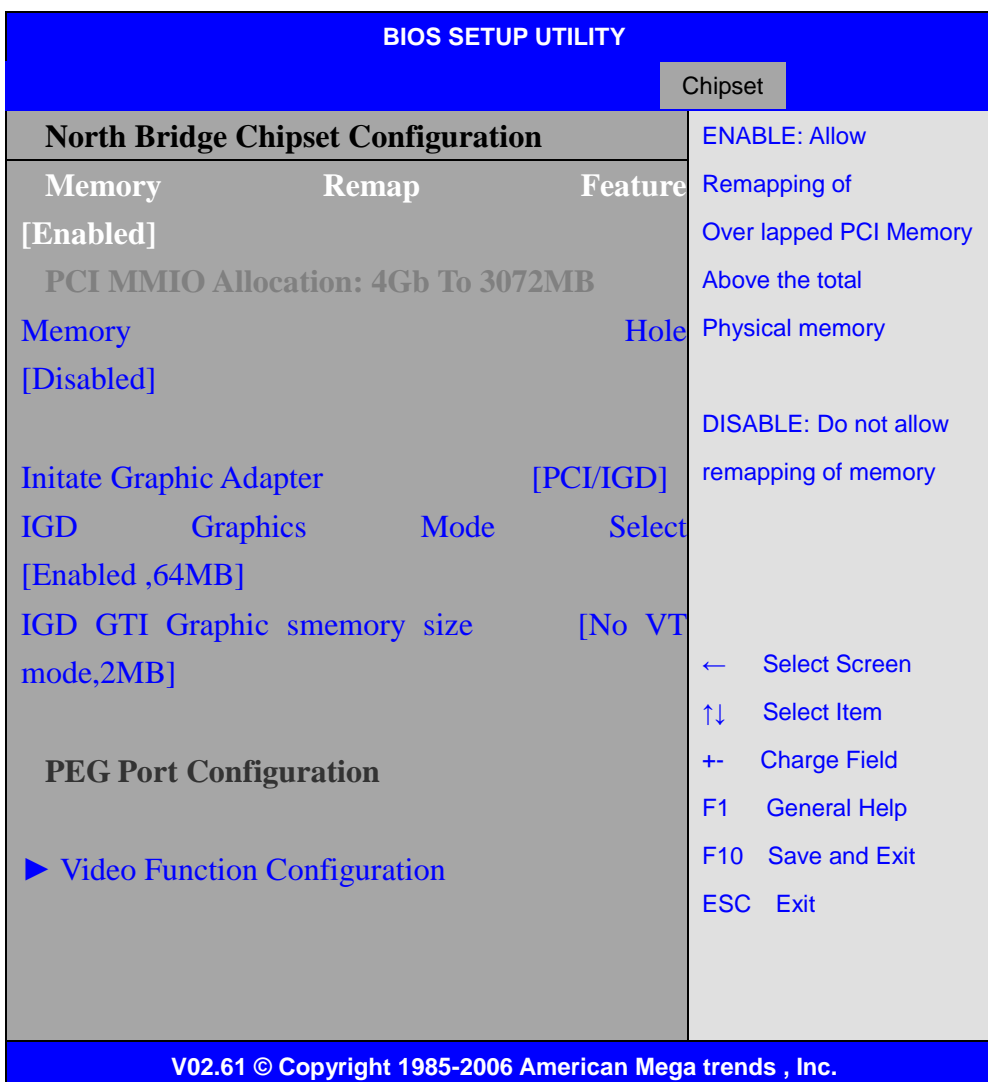 BIOS SETUP UTILITY
Chipset
North Bridge Chipset Configuration
Memory Remap Feature
[Enabled]
PCI MMIO Allocation: 4Gb To 3072MB
Memory Hole
[Disabled]
Initate Graphic Adapter [PCI/IGD]
IGD Graphics Mode Select
[Enabled ,64MB]
IGD GTI Graphic smemory size [No VT
mode,2MB]
PEG Port Configuration
► Video Function Configuration
ENABLE: Allow
Remapping of
Over lapped PCI Memory
Above the total
Physical memory
DISABLE: Do not allow
remapping of memory
← Select Screen
↑↓ Select Item
+- Charge Field
F1 General Help
F10 Save and Exit
ESC Exit
V02.61 © Copyright 1985-2006 American Mega trends , Inc.